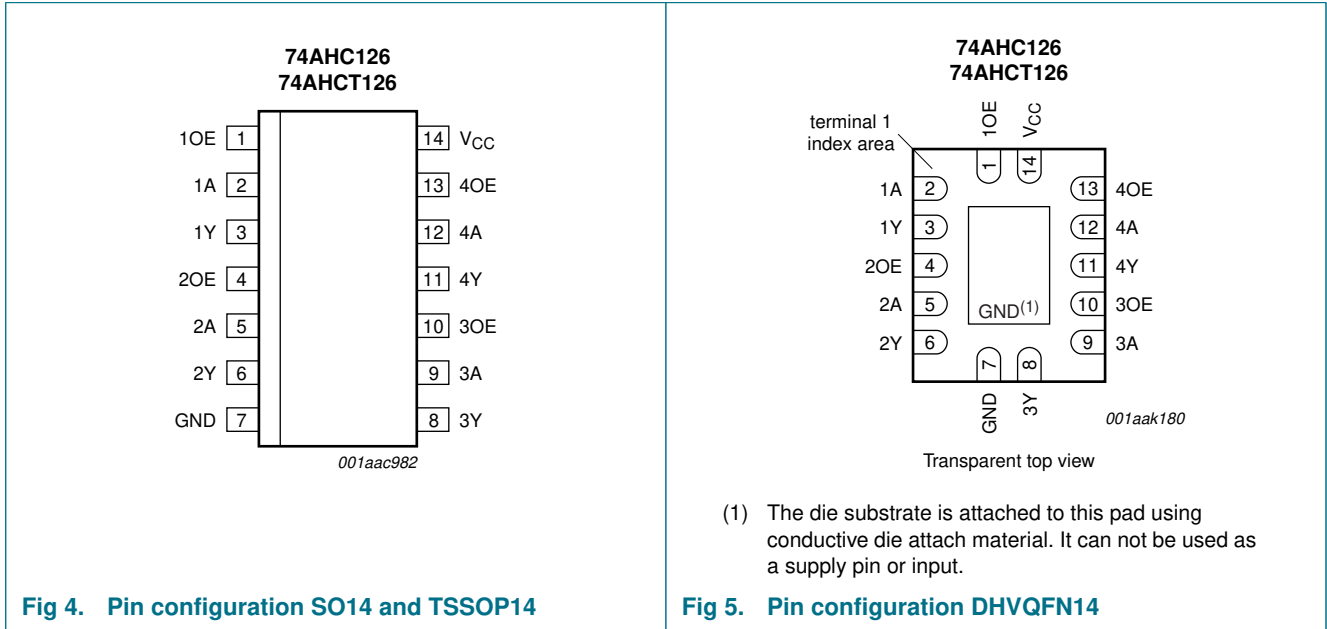 74AHC126
74AHCT126
1OE 1 14 VCC
1A 2 13 4OE
1Y 3 12 4A
2OE 4 11 4Y
2A 5 10 3OE
2Y 6 9 3A
GND 7 8 3Y
001aac982
Fig 4. Pin configuration SO14 and TSSOP14
74AHC126
74AHCT126
terminal 1
index area
1OE VCC
1 14
1A 2 13 4OE
1Y 3 12 4A
2OE 4 11 4Y
2A 5 10 3OE
GND(1)
2Y 6 9 3A
7 8
GND 3Y
001aak180
Transparent top view
(1) The die substrate is attached to this pad using
conductive die attach material. It can not be used as
a supply pin or input.
Fig 5. Pin configuration DHVQFN14